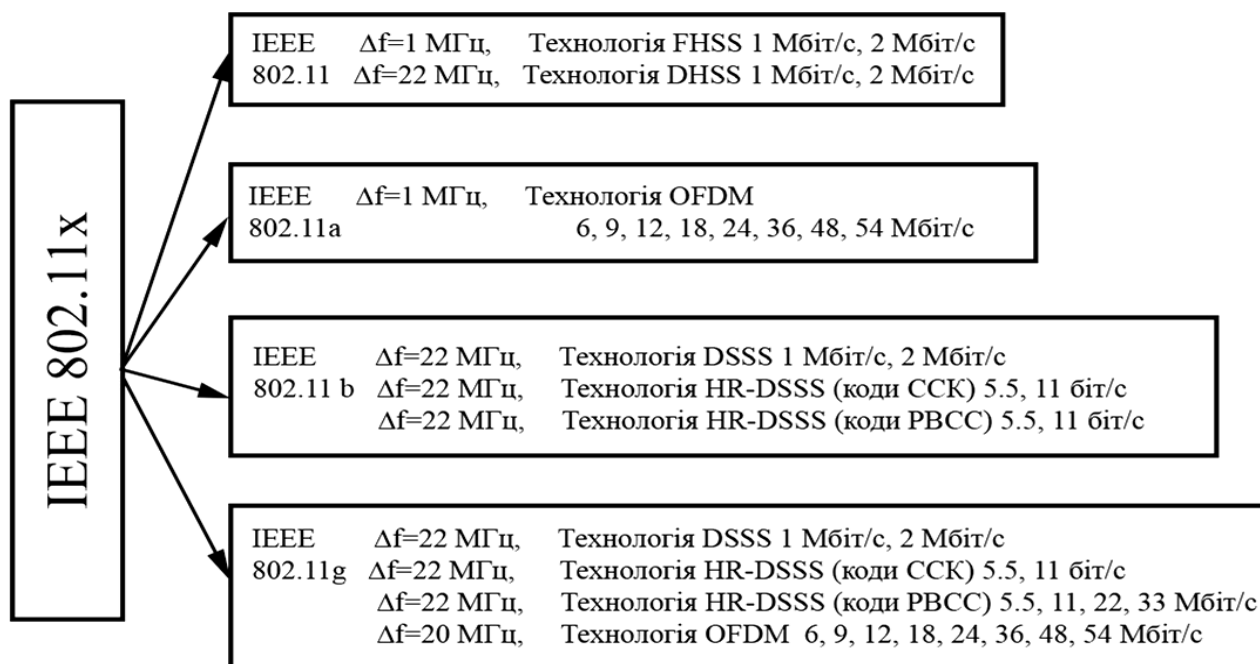 IEEE 802.11x
IEEE Δf=1 МГц, Технологія FHSS 1 Мбіт/с, 2 Мбіт/с
802.11 Δf=22 МГц, Технологія DHSS 1 Мбіт/с, 2 Мбіт/с
IEEE Δf=1 МГц, Технологія OFDM
802.11a 6, 9, 12, 18, 24, 36, 48, 54 Мбіт/с
IEEE Δf=22 МГц, Технологія DSSS 1 Мбіт/с, 2 Мбіт/с
802.11 b Δf=22 МГц, Технологія HR-DSSS (коди CCK) 5.5, 11 біт/с
Δf=22 МГц, Технологія HR-DSSS (коди PBCC) 5.5, 11 біт/с
IEEE Δf=22 МГц, Технологія DSSS 1 Мбіт/с, 2 Мбіт/с
802.11g Δf=22 МГц, Технологія HR-DSSS (коди CCK) 5.5, 11 біт/с
Δf=22 МГц, Технологія HR-DSSS (коди PBCC) 5.5, 11, 22, 33 Мбіт/с
Δf=20 МГц, Технологія OFDM 6, 9, 12, 18, 24, 36, 48, 54 Мбіт/с